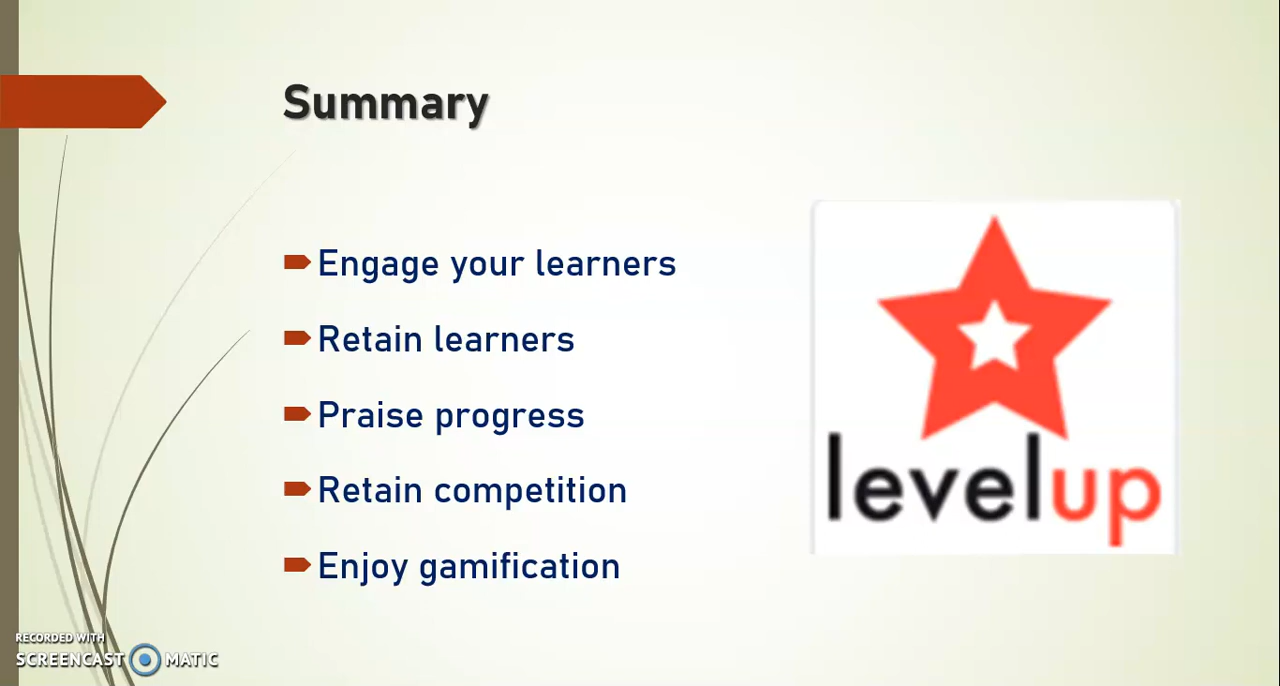 Summary
Engage your learners
Retain learners
Praise progress
Retain competition
Enjoy gamification
levelup
RECORDED WITH
SCREENCAST MATIC